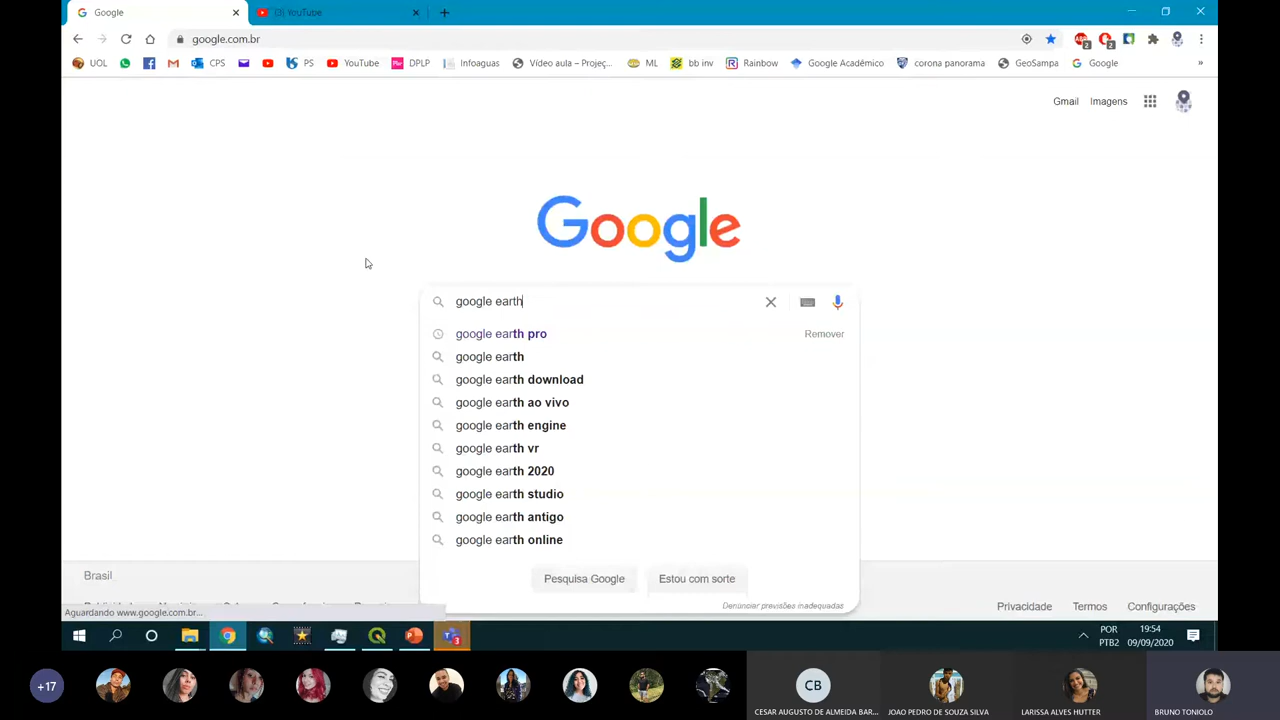 Google
YouTube
google.com.br
2
2
UOL
CPS
PS
YouTube
DPLP
Infoaguas
Vídeo aula – Projeç...
ML
bb inv
Rainbow
Google Acadêmico
corona panorama
GeoSampa
Google
»
Gmail
Imagens
Google
google earth
google earth pro
Remover
google earth
google earth download
google earth ao vivo
google earth engine
google earth vr
google earth 2020
google earth studio
google earth antigo
google earth online
Pesquisa Google
Estou com sorte
Denunciar previsões inadequadas
Brasil
Privacidade
Termos
Configurações
Aguardando www.google.com.br...
3
POR
PTB2
19:54
09/09/2020
+17
CB
CESAR AUGUSTO DE ALMEIDA BAR...
JOAO PEDRO DE SOUZA SILVA
LARISSA ALVES HUTTER
BRUNO TONIOLO